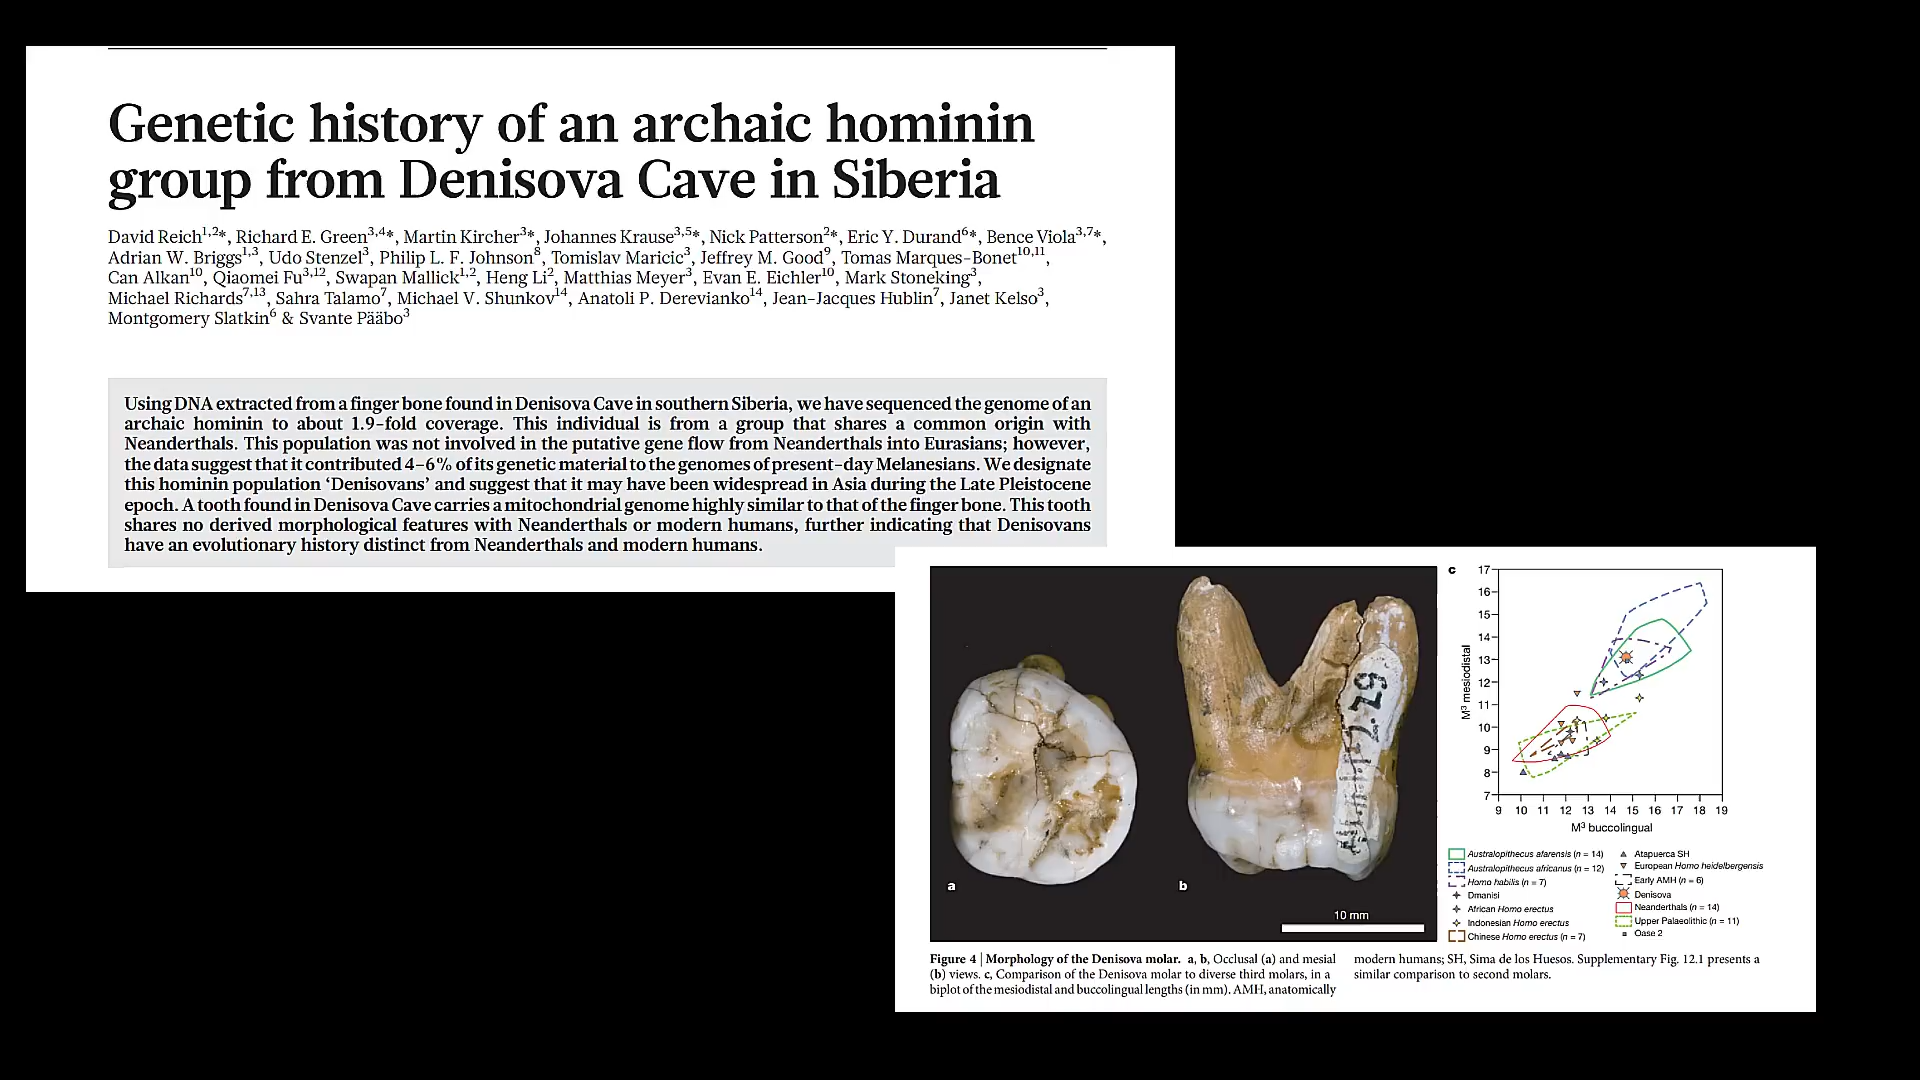 Genetic history of an archaic hominin
group from Denisova Cave in Siberia
David Reich1,2*, Richard E. Green3,4*, Martin Kircher3*, Johannes Krause3,5*, Nick Patterson2*, Eric Y. Durand6*, Bence Viola3,7*,
Adrian W. Briggs1,3, Udo Stenzel3, Philip L. F. Johnson8, Tomislav Maricic3, Jeffrey M. Good9, Tomas Marques-Bonet10,11,
Can Alkan10, Qiaomei Fu3,12, Swapan Mallick1,2, Heng Li2, Matthias Meyer3, Evan E. Eichler10, Mark Stoneking3,
Michael Richards7,13, Sahra Talamo7, Michael V. Shunkov14, Anatoli P. Derevianko14, Jean-Jacques Hublin7, Janet Kelso3,
Montgomery Slatkin6 & Svante Pääbo3
Using DNA extracted from a finger bone found in Denisova Cave in southern Siberia, we have sequenced the genome of an
archaic hominin to about 1.9-fold coverage. This individual is from a group that shares a common origin with
Neanderthals. This population was not involved in the putative gene flow from Neanderthals into Eurasians; however,
the data suggest that it contributed 4–6% of its genetic material to the genomes of present-day Melanesians. We designate
this hominin population ‘Denisovans’ and suggest that it may have been widespread in Asia during the Late Pleistocene
epoch. A tooth found in Denisova Cave carries a mitochondrial genome highly similar to that of the finger bone. This tooth
shares no derived morphological features with Neanderthals or modern humans, further indicating that Denisovans
have an evolutionary history distinct from Neanderthals and modern humans.
a
b
10 mm
c
17
16
15
14
13
12
11
10
9
8
7
M3 mesiodistal
9 10 11 12 13 14 15 16 17 18 19
M3 buccolingual
Australopithecus afarensis (n = 14)
Australopithecus africanus (n = 12)
Homo habilis (n = 7)
Dmanisi
African Homo erectus
Indonesian Homo erectus
Chinese Homo erectus (n = 7)
Atapuerca SH
European Homo heidelbergensis
Early AMH (n = 6)
Denisova
Neanderthals (n = 14)
Upper Palaeolithic (n = 11)
Oase 2
Figure 4 | Morphology of the Denisova molar. a, b, Occlusal (a) and mesial
(b) views. c, Comparison of the Denisova molar to diverse third molars, in a
biplot of the mesiodistal and buccolingual lengths (in mm). AMH, anatomically
modern humans; SH, Sima de los Huesos. Supplementary Fig. 12.1 presents a
similar comparison to second molars.